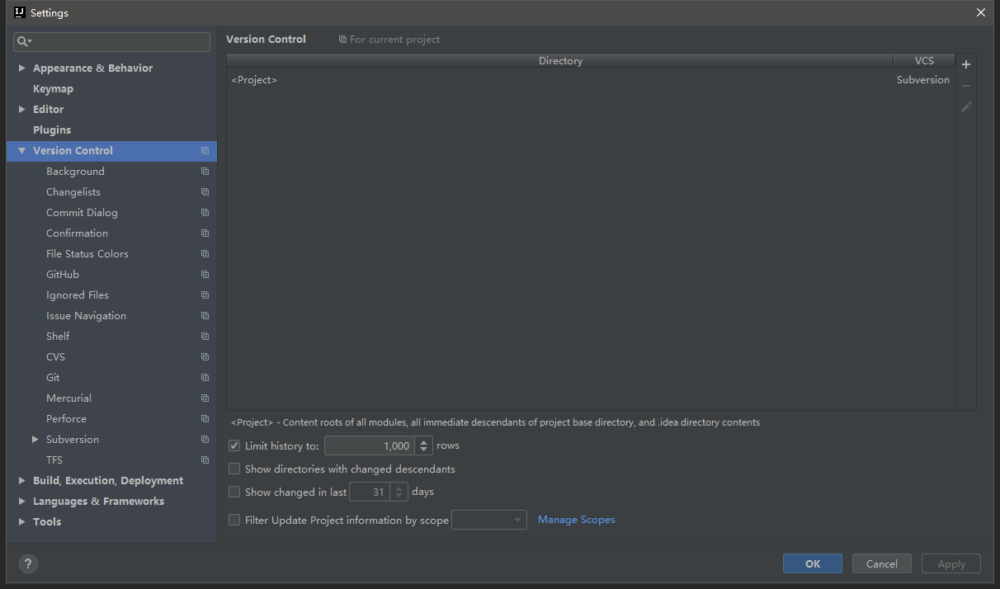 IJ Settings
Version Control For current project
Directory VCS
<Project> Subversion
Appearance & Behavior
Keymap
Editor
Plugins
Version Control
Background
Changelists
Commit Dialog
Confirmation
File Status Colors
GitHub
Ignored Files
Issue Navigation
Shelf
CVS
Git
Mercurial
Perforce
Subversion
TFS
Build, Execution, Deployment
Languages & Frameworks
Tools
<Project> - Content roots of all modules, all immediate descendants of project base directory, and .idea directory contents
Limit history to: 1,000 rows
Show directories with changed descendants
Show changed in last 31 days
Filter Update Project information by scope Manage Scopes
? OK Cancel Apply